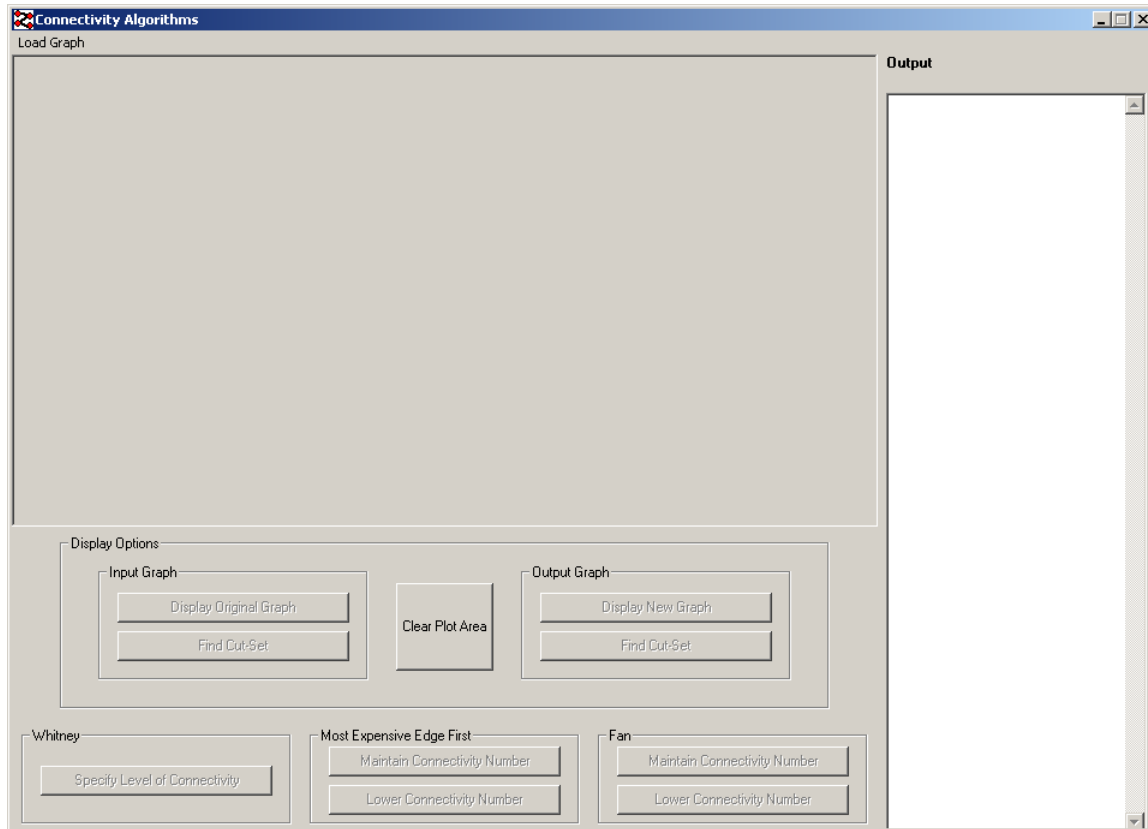 Connectivity Algorithms
Load Graph
Output
Display Options
Input Graph
Display Original Graph
Find Cut-Set
Clear Plot Area
Output Graph
Display New Graph
Find Cut-Set
Whitney
Specify Level of Connectivity
Most Expensive Edge First
Maintain Connectivity Number
Lower Connectivity Number
Fan
Maintain Connectivity Number
Lower Connectivity Number